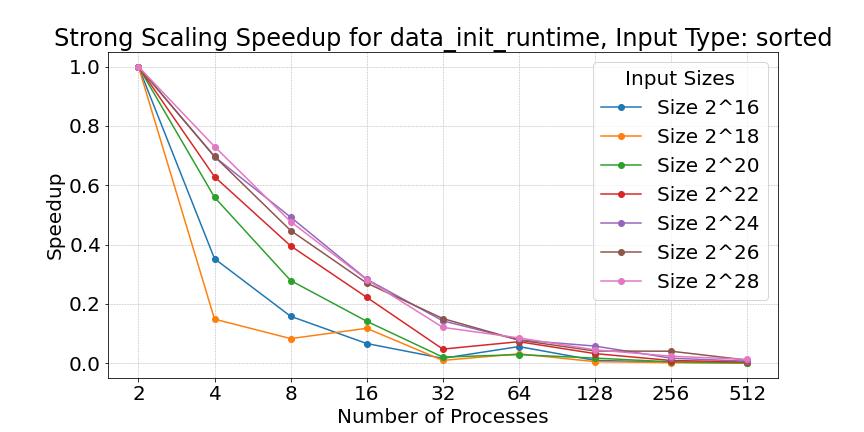 Strong Scaling Speedup for data_init_runtime, Input Type: sorted
Speedup
1.0
0.8
0.6
0.4
0.2
0.0
Input Sizes
Size 2^16
Size 2^18
Size 2^20
Size 2^22
Size 2^24
Size 2^26
Size 2^28
2 4 8 16 32 64 128 256 512
Number of Processes